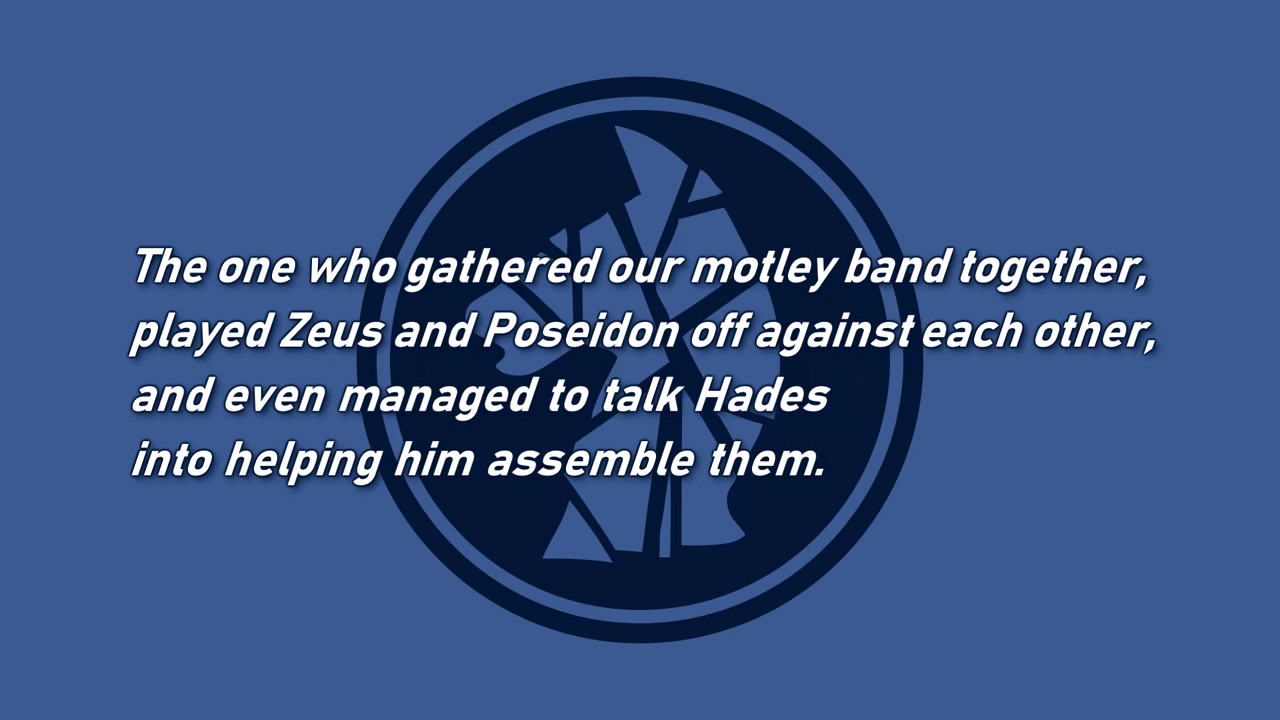 The one who gathered our motley band together,
played Zeus and Poseidon off against each other,
and even managed to talk Hades
into helping him assemble them.